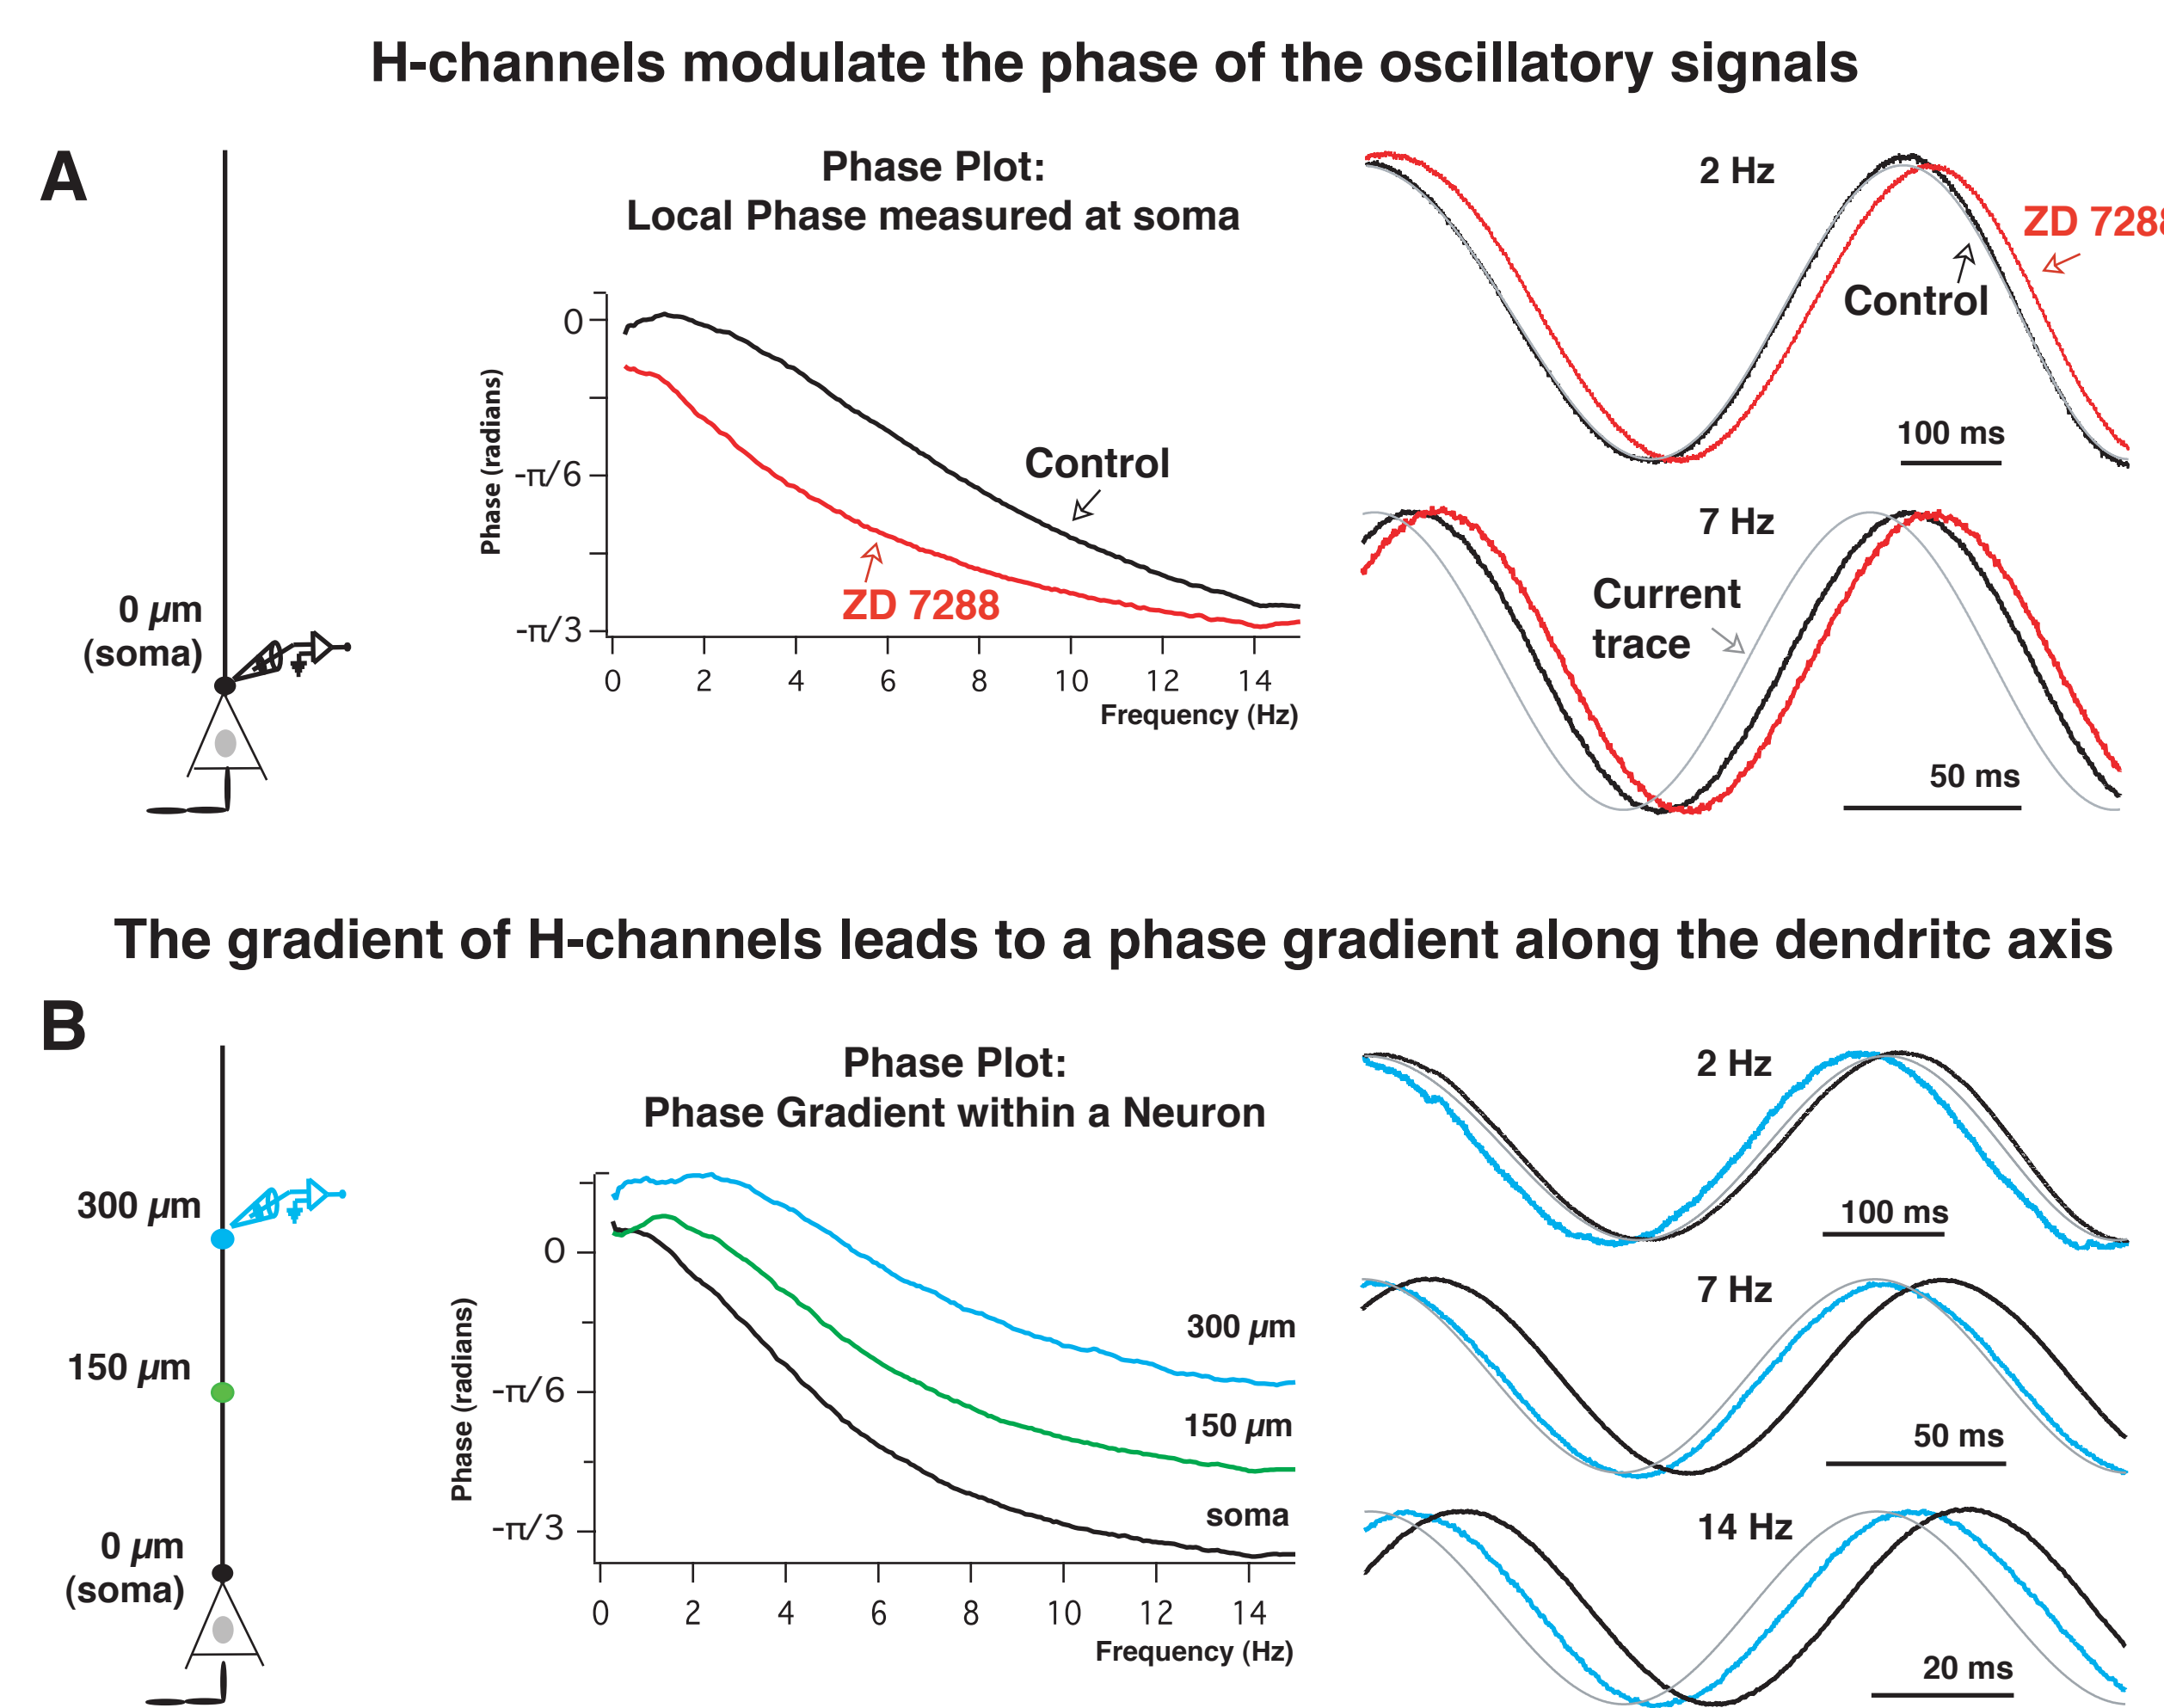 H-channels modulate the phase of the oscillatory signals
A
0 µm
(soma)
Phase Plot:
Local Phase measured at soma
Phase (radians)
0
-π/6
-π/3
Control
ZD 7288
0 2 4 6 8 10 12 14
Frequency (Hz)
2 Hz
ZD 7288
Control
100 ms
7 Hz
Current
trace
50 ms
The gradient of H-channels leads to a phase gradient along the dendritc axis
B
300 µm
150 µm
0 µm
(soma)
Phase Plot:
Phase Gradient within a Neuron
Phase (radians)
0
-π/6
-π/3
300 µm
150 µm
soma
0 2 4 6 8 10 12 14
Frequency (Hz)
2 Hz
100 ms
7 Hz
50 ms
14 Hz
20 ms